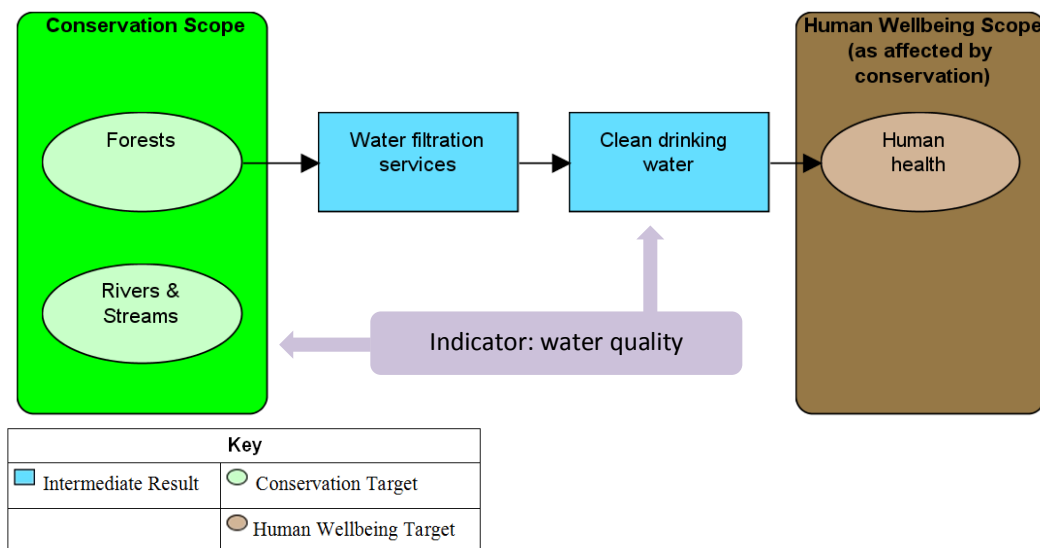 Conservation Scope
Forests
Rivers &
Streams
Water filtration
services
Clean drinking
water
Human Wellbeing Scope
(as affected by
conservation)
Human
health
Indicator: water quality
Key
Intermediate Result
Conservation Target
Human Wellbeing Target